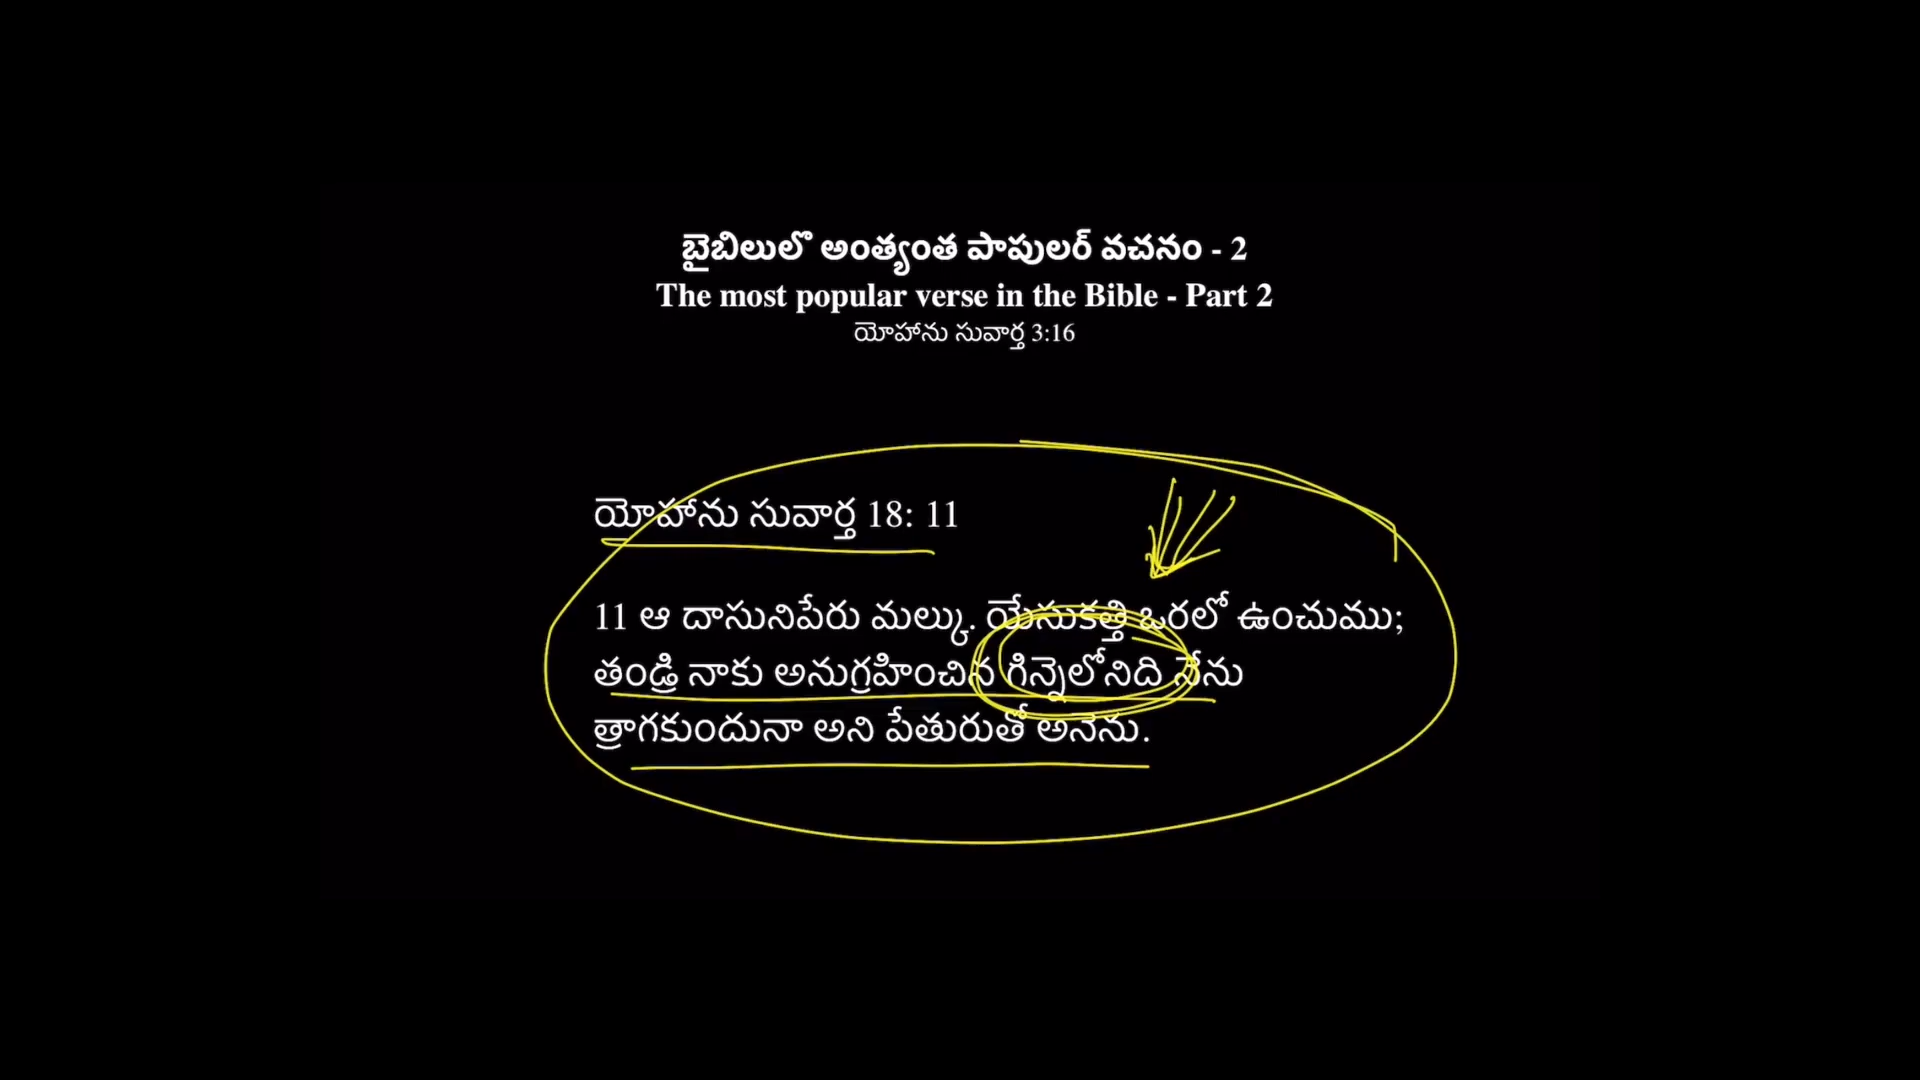 బైబిలులొ అంత్యంత పాపులర్ వచనం - 2
The most popular verse in the Bible - Part 2
యోహాను సువార్త 3:16
యోహాను సువార్త 18: 11
11 ఆ దాసునిపేరు మల్కు. యేసుకత్తి ఒరలో ఉంచుము;
తండ్రి నాకు అనుగ్రహించిన గిన్నెలోనిది నేను
త్రాగకుందునా అని పేతురుతో అనెను.